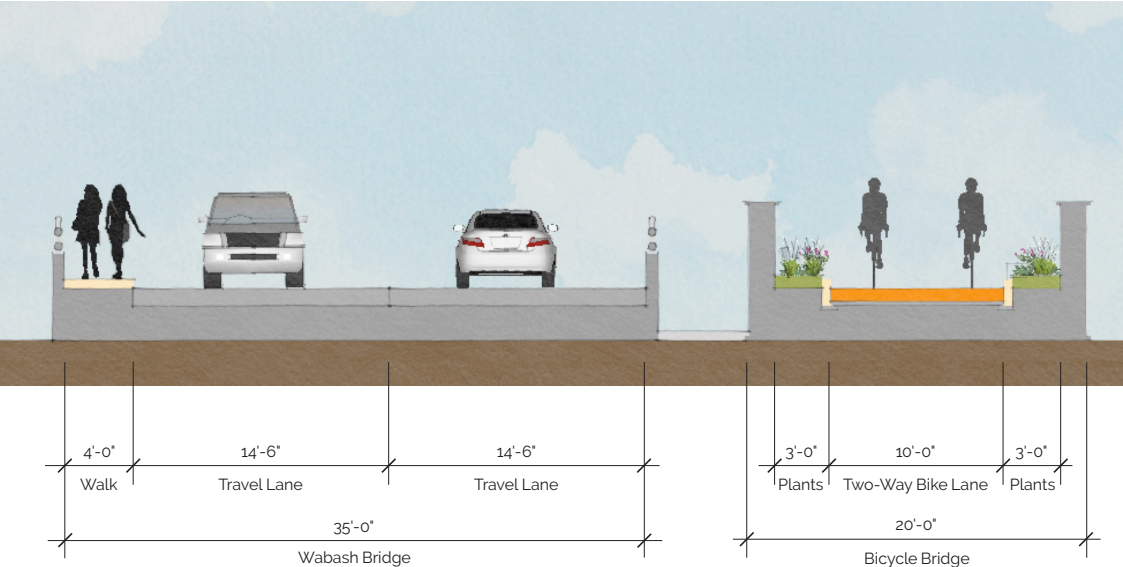 4'-0" 14'-6" 14'-6" 3'-0" 10'-0" 3'-0"
Walk Travel Lane Travel Lane Plants Two-Way Bike Lane Plants
35'-0" 20'-0"
Wabash Bridge Bicycle Bridge